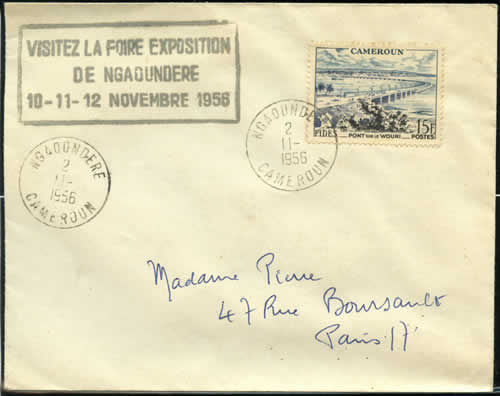 VISITEZ LA FOIRE EXPOSITION
DE NGAOUNDERE
10-11-12 NOVEMBRE 1956
CAMEROUN
FIDES
15F
PONT SUR LE WOURI
POSTES
NGAOUNDERE
2
11-
1956
CAMEROUN
NGAOUNDERE
2
11-
1956
CAMEROUN
Madame Pierre
47 Rue Boursault
Paris 17